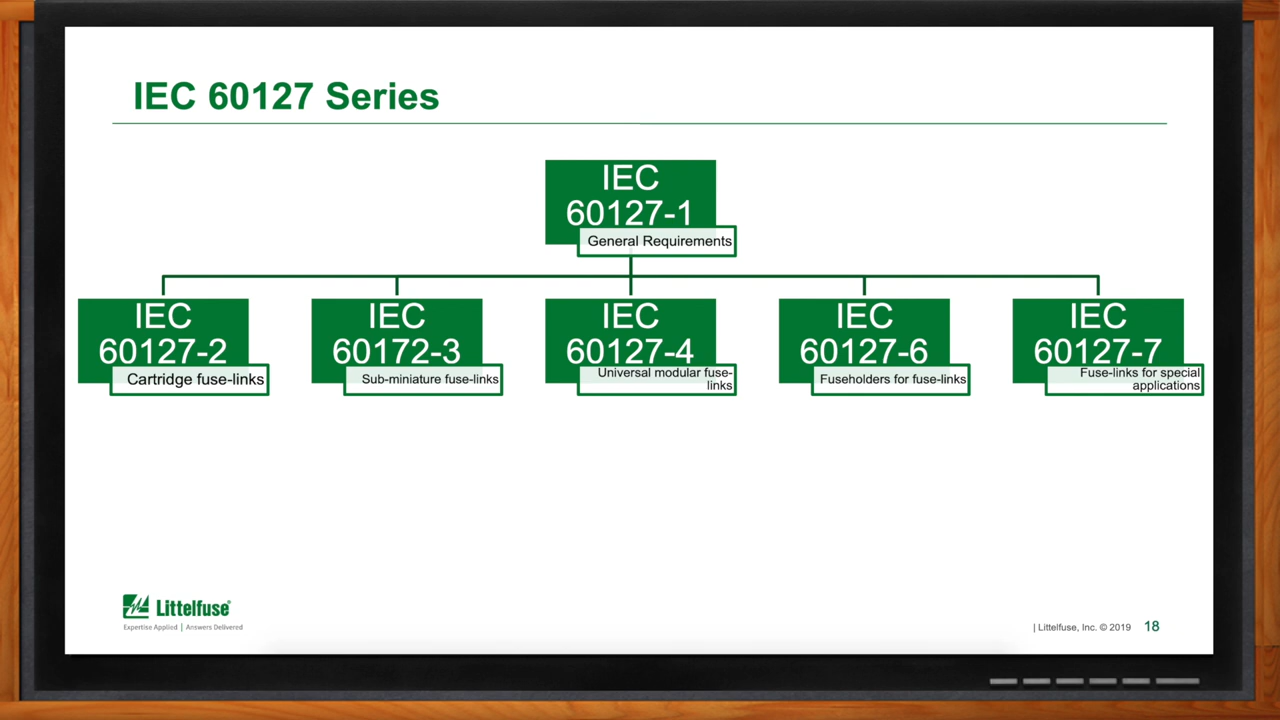 IEC 60127 Series
IEC
60127-1
General Requirements
IEC
60127-2
Cartridge fuse-links
IEC
60172-3
Sub-miniature fuse-links
IEC
60127-4
Universal modular fuse-
links
IEC
60127-6
Fuseholders for fuse-links
IEC
60127-7
Fuse-links for special
applications
Littelfuse®
Expertise Applied | Answers Delivered
| Littelfuse, Inc. © 2019 18